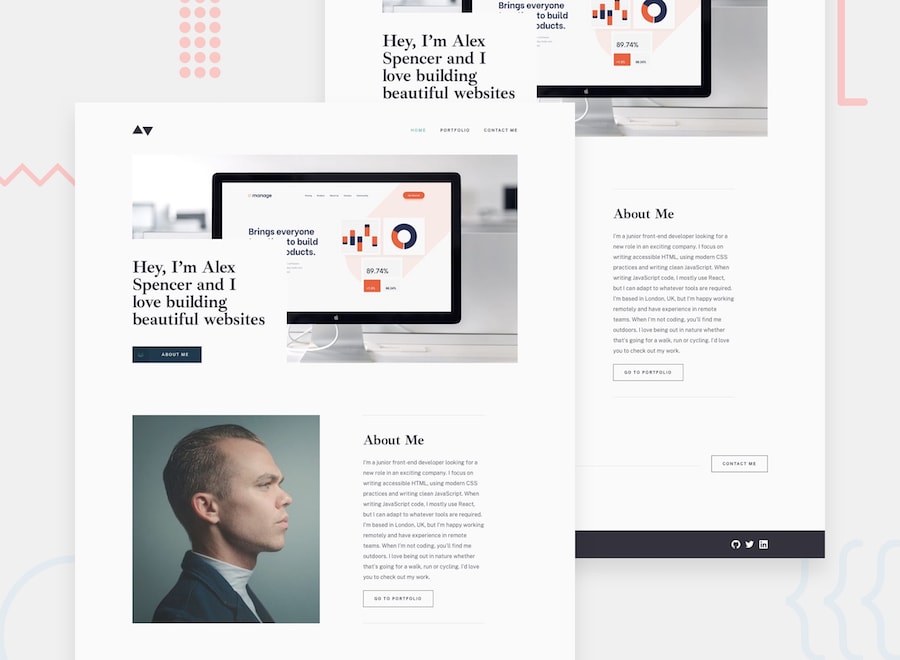 HOME PORTFOLIO CONTACT ME
manage
Brings everyone
to build
oducts.
89.74%
Hey, I’m Alex
Spencer and I
love building
beautiful websites
ABOUT ME
About Me
I’m a junior front-end developer looking for a
new role in an exciting company. I focus on
writing accessible HTML, using modern CSS
practices and writing clean JavaScript. When
writing JavaScript code, I mostly use React,
but I can adapt to whatever tools are required.
I’m based in London, UK, but I’m happy working
remotely and have experience in remote
teams. When I’m not coding, you’ll find me
outdoors. I love being out in nature whether
that’s going for a walk, run or cycling. I’d love
you to check out my work.
GO TO PORTFOLIO
Brings everyone
to build
oducts.
89.74%
Hey, I’m Alex
Spencer and I
love building
beautiful websites
About Me
I’m a junior front-end developer looking for a
new role in an exciting company. I focus on
writing accessible HTML, using modern CSS
practices and writing clean JavaScript. When
writing JavaScript code, I mostly use React,
but I can adapt to whatever tools are required.
I’m based in London, UK, but I’m happy working
remotely and have experience in remote
teams. When I’m not coding, you’ll find me
outdoors. I love being out in nature whether
that’s going for a walk, run or cycling. I’d love
you to check out my work.
GO TO PORTFOLIO
CONTACT ME